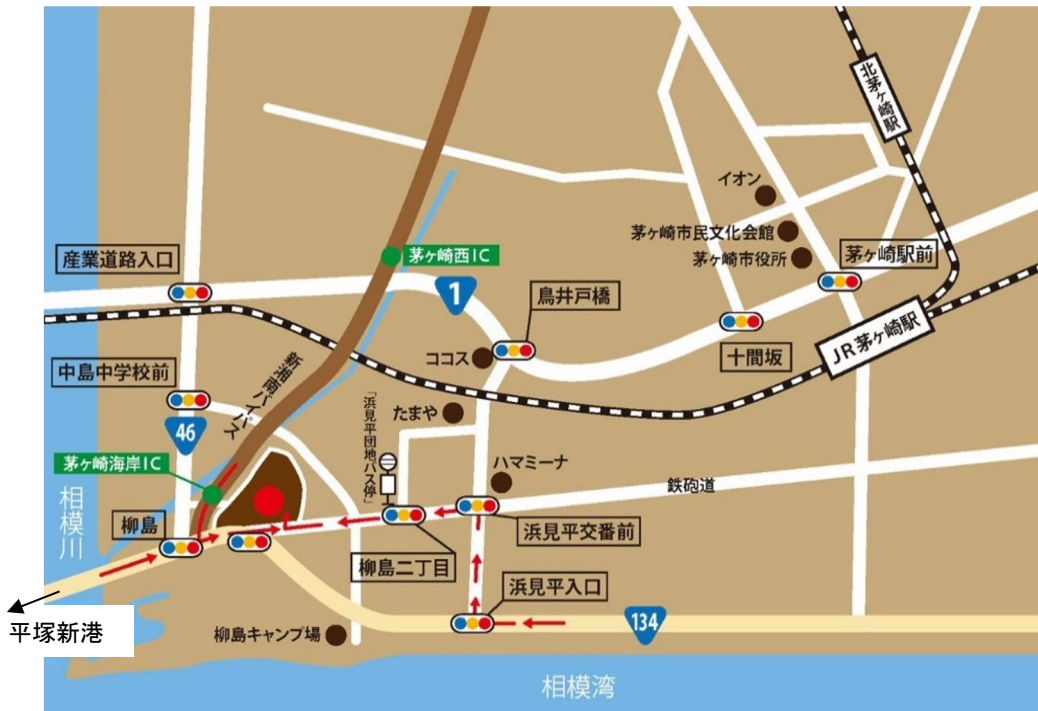 北茅ヶ崎駅
イオン
茅ヶ崎市民文化会館
茅ヶ崎市役所
茅ヶ崎駅前
産業道路入口
茅ヶ崎西IC
1
鳥井戸橋
JR茅ヶ崎駅
十間坂
ココス
新湘南バイパス
中島中学校前
46
たまや
「浜見平団地バス停」
ハマミーナ
茅ヶ崎海岸IC
鉄砲道
相模川
柳島
浜見平交番前
柳島二丁目
浜見平入口
134
平塚新港
柳島キャンプ場
相模湾